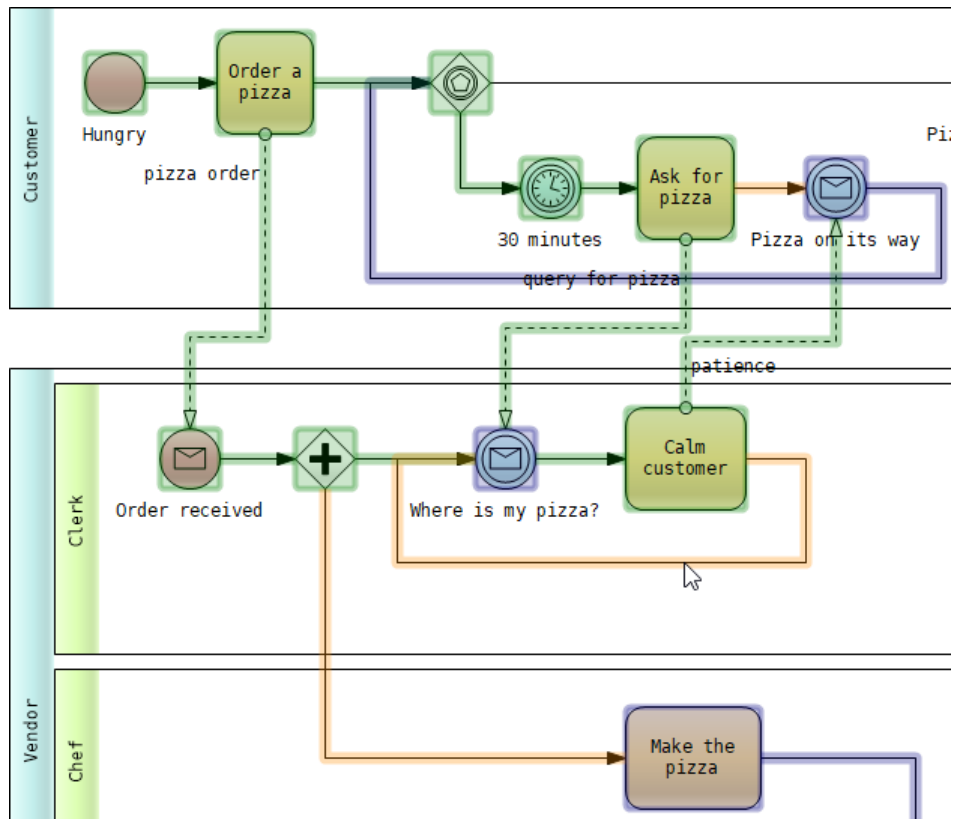 Customer
Hungry
Order a
pizza
pizza order
30 minutes
Ask for
pizza
Pizza on its way
query for pizza
patience
Vendor
Clerk
Order received
Where is my pizza?
Calm
customer
Chef
Make the
pizza